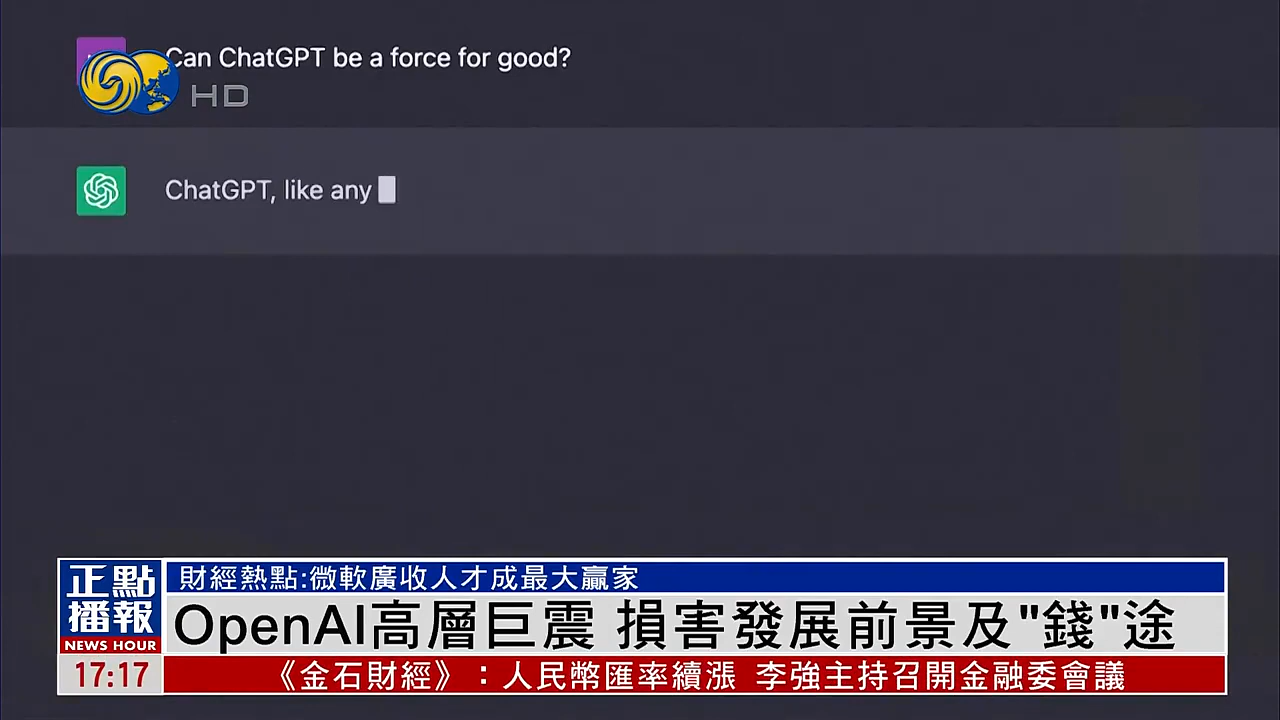 Can ChatGPT be a force for good?
HD
ChatGPT, like any
正點
播報
NEWS HOUR
17:17
財經熱點:微軟廣收人才成最大贏家
OpenAI高層巨震 損害發展前景及"錢"途
《金石財經》：人民幣匯率續漲 李強主持召開金融委會議